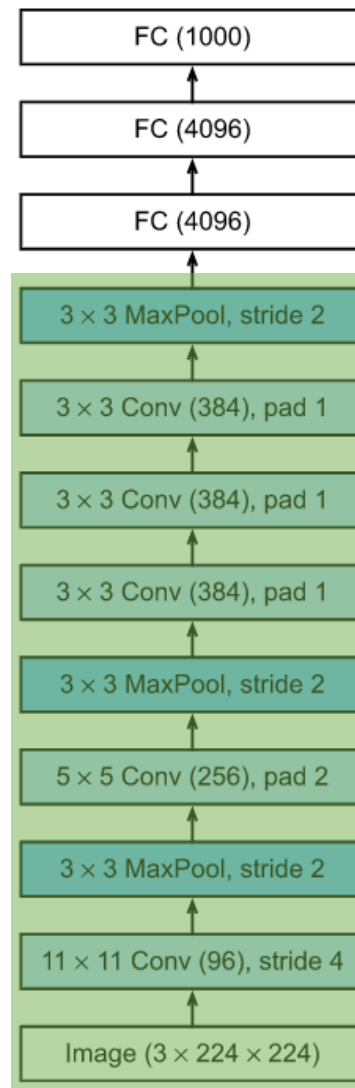 FC (1000)
FC (4096)
FC (4096)
3 × 3 MaxPool, stride 2
3 × 3 Conv (384), pad 1
3 × 3 Conv (384), pad 1
3 × 3 Conv (384), pad 1
3 × 3 MaxPool, stride 2
5 × 5 Conv (256), pad 2
3 × 3 MaxPool, stride 2
11 × 11 Conv (96), stride 4
Image (3 × 224 × 224)